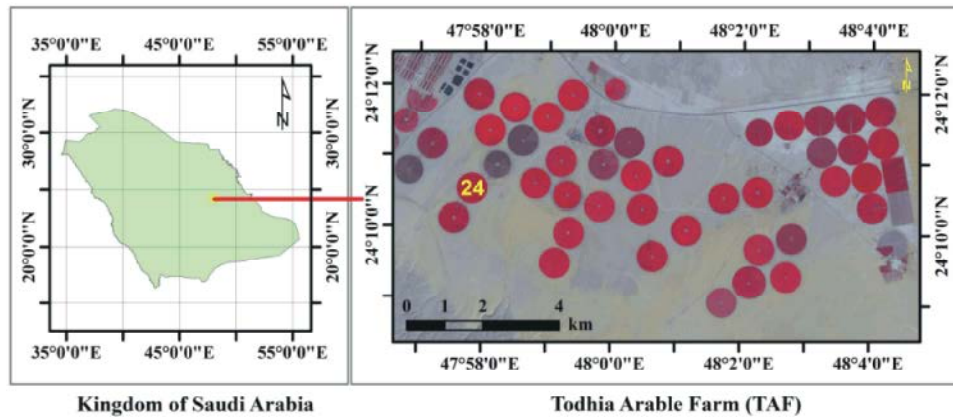 35°0'0"E 45°0'0"E 55°0'0"E
30°0'0"N 20°0'0"N
N
30°0'0"N 20°0'0"N
35°0'0"E 45°0'0"E 55°0'0"E
Kingdom of Saudi Arabia
47°58'0"E 48°0'0"E 48°2'0"E 48°4'0"E
24°12'0"N 24°10'0"N
N
24
0 1 2 4
km
24°12'0"N 24°10'0"N
47°58'0"E 48°0'0"E 48°2'0"E 48°4'0"E
Todhia Arable Farm (TAF)